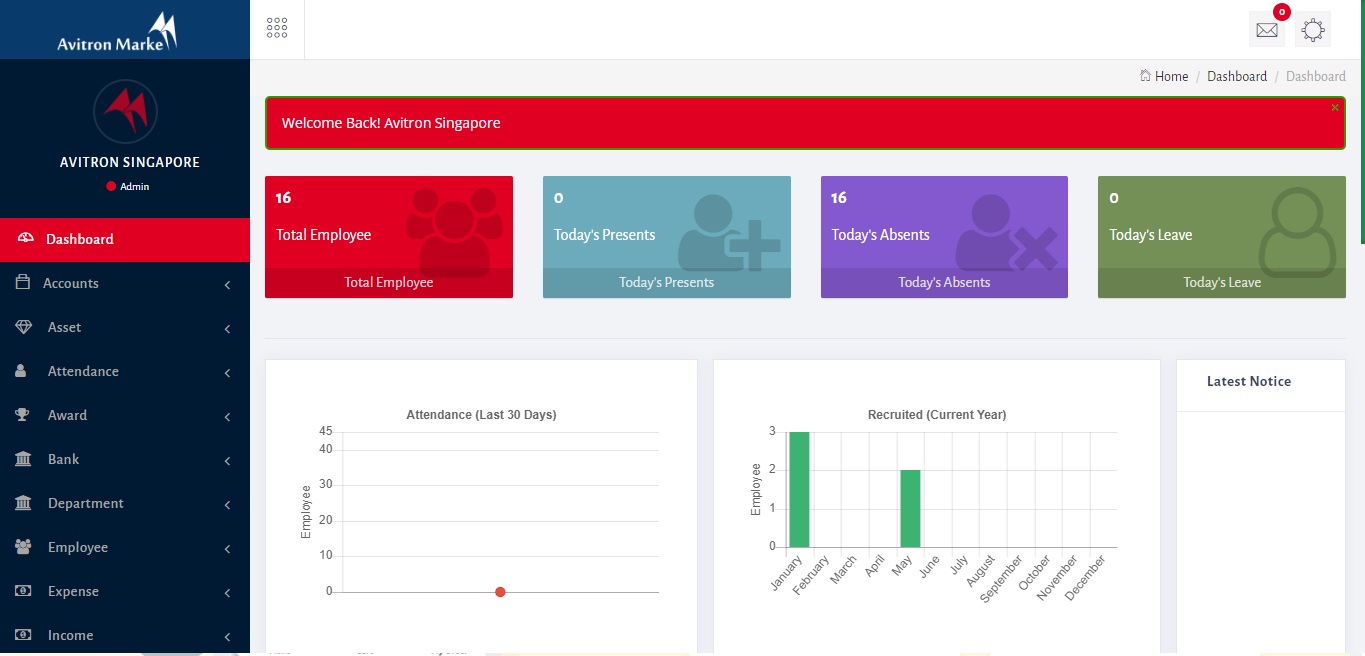 Avitron Marke
0
Home / Dashboard / Dashboard
Welcome Back! Avitron Singapore
×
AVITRON SINGAPORE
Admin
16
Total Employee
Total Employee
0
Today's Presents
Today's Presents
16
Today's Absents
Today's Absents
0
Today's Leave
Today's Leave
Dashboard
Accounts
Asset
Attendance
Award
Bank
Department
Employee
Expense
Income
Attendance (Last 30 Days)
Employee
45
40
30
20
10
0
Recruited (Current Year)
Employee
3
2
1
0
January
February
March
April
May
June
July
August
September
October
November
December
Latest Notice